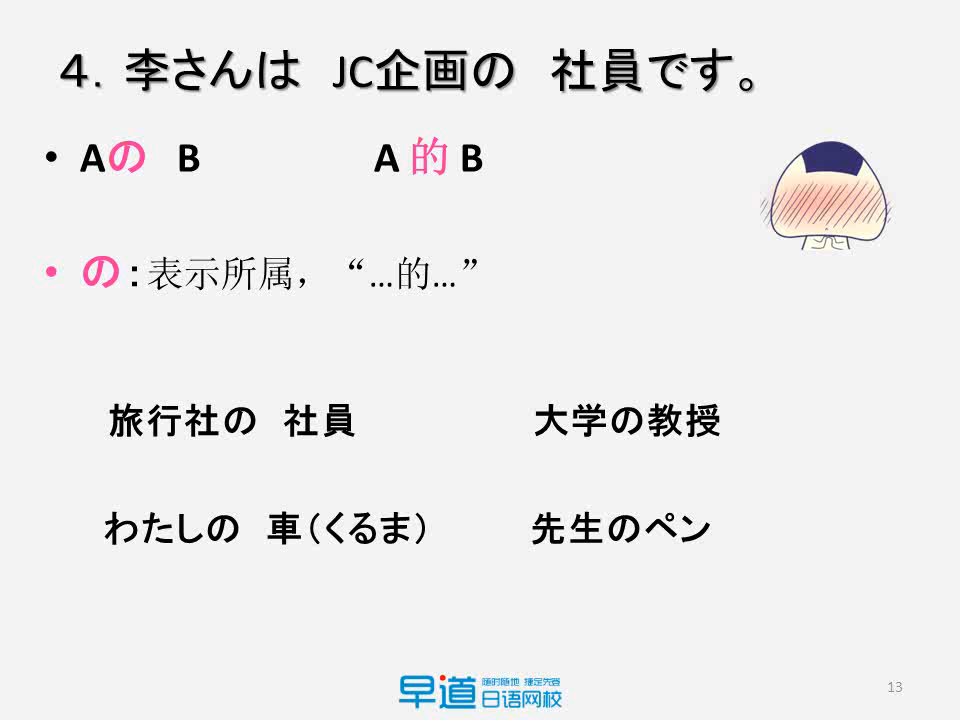 ４．李さんは　JC企画の　社員です。
• Aの　B　　A 的 B
• の：表示所属，“…的…”
旅行社の　社員　　大学の教授
わたしの　車（くるま）　　先生のペン
早道 随时随地 捷足先登
日语网校
13